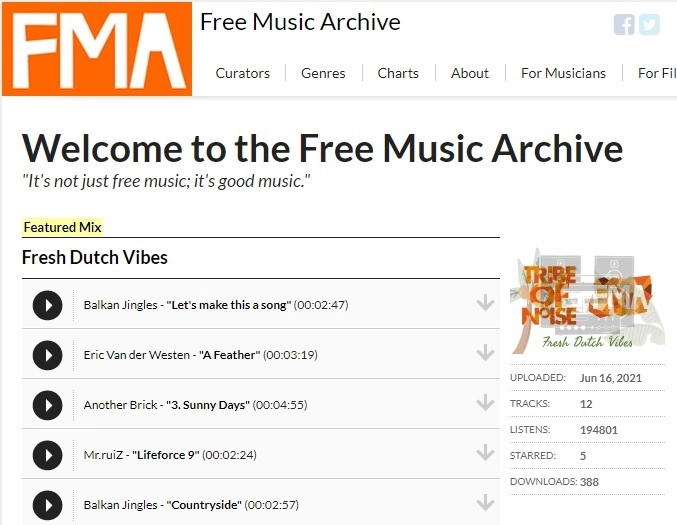 FMA
Free Music Archive
Curators
Genres
Charts
About
For Musicians
For Fil
Welcome to the Free Music Archive
"It's not just free music; it's good music."
Featured Mix
Fresh Dutch Vibes
Balkan Jingles - "Let's make this a song" (00:02:47)
Eric Van der Westen - "A Feather" (00:03:19)
Another Brick - "3. Sunny Days" (00:04:55)
Mr.ruiZ - "Lifeforce 9" (00:02:24)
Balkan Jingles - "Countryside" (00:02:57)
TRIBE
OF
NOISE
Fresh Dutch Vibes
UPLOADED: Jun 16, 2021
TRACKS: 12
LISTENS: 194801
STARRED: 5
DOWNLOADS: 388